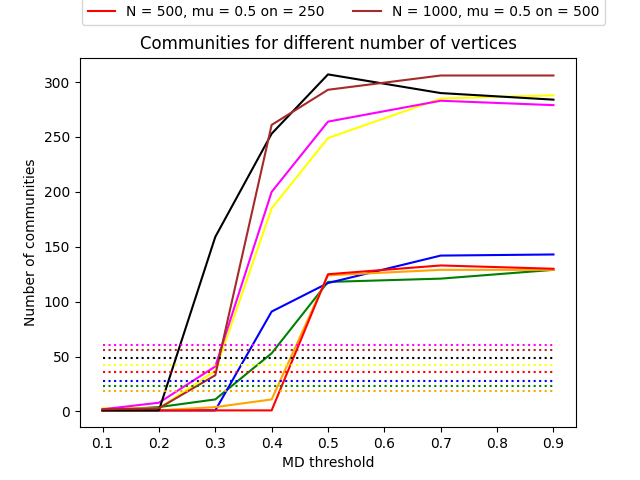 N = 500, mu = 0.5 on = 250 N = 1000, mu = 0.5 on = 500
Communities for different number of vertices
300
250
200
150
100
50
0
Number of communities
0.1 0.2 0.3 0.4 0.5 0.6 0.7 0.8 0.9
MD threshold